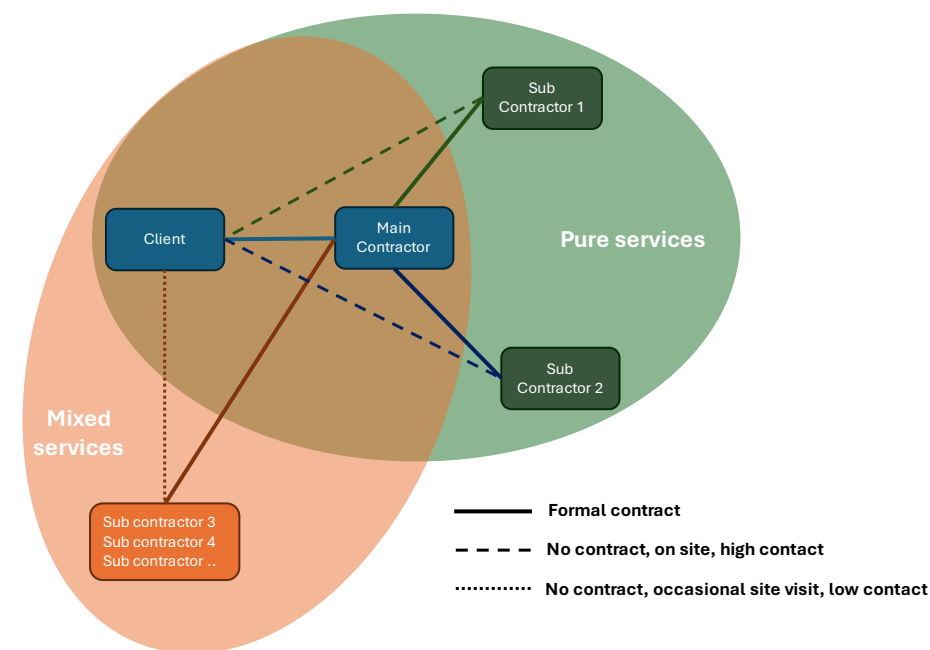 Sub
Contractor 1
Client
Main
Contractor
Pure services
Sub
Contractor 2
Mixed
services
Sub contractor 3
Sub contractor 4
Sub contractor ..
Formal contract
No contract, on site, high contact
No contract, occasional site visit, low contact